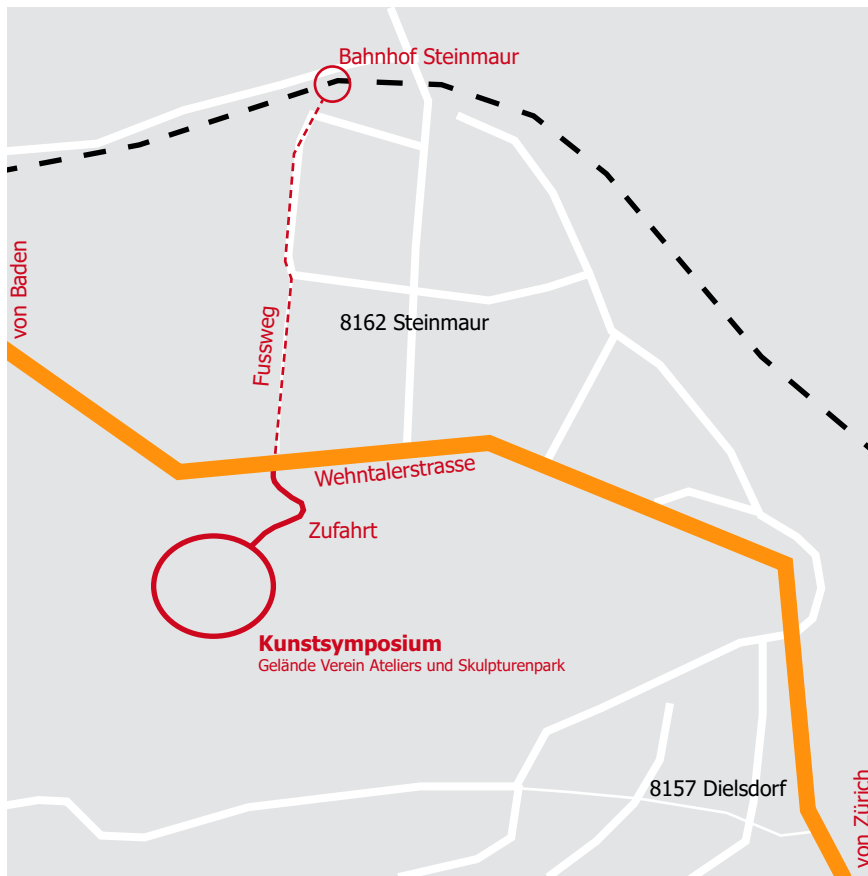 Bahnhof Steinmaur
von Baden
8162 Steinmaur
Fussweg
Wehntalerstrasse
Zufahrt
Kunstsymposium
Gelände Verein Ateliers und Skulpturenpark
8157 Dielsdorf
von Zürich